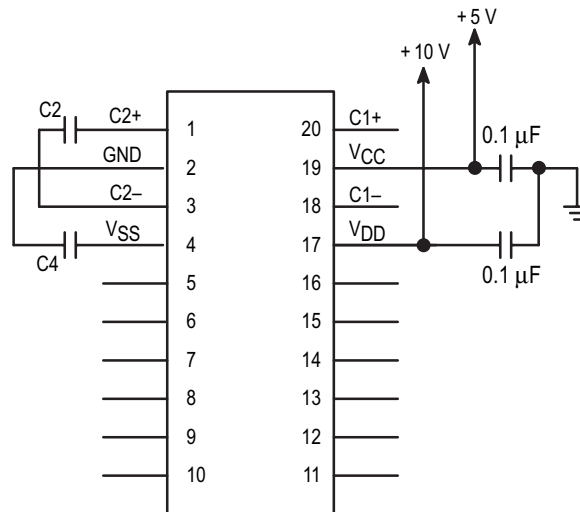 + 5 V
+ 10 V
C2 C2+ 1 20 C1+ 0.1 µF
GND 2 19 VCC
C2– 3 18 C1–
C4 VSS 4 17 VDD 0.1 µF
5 16
6 15
7 14
8 13
9 12
10 11